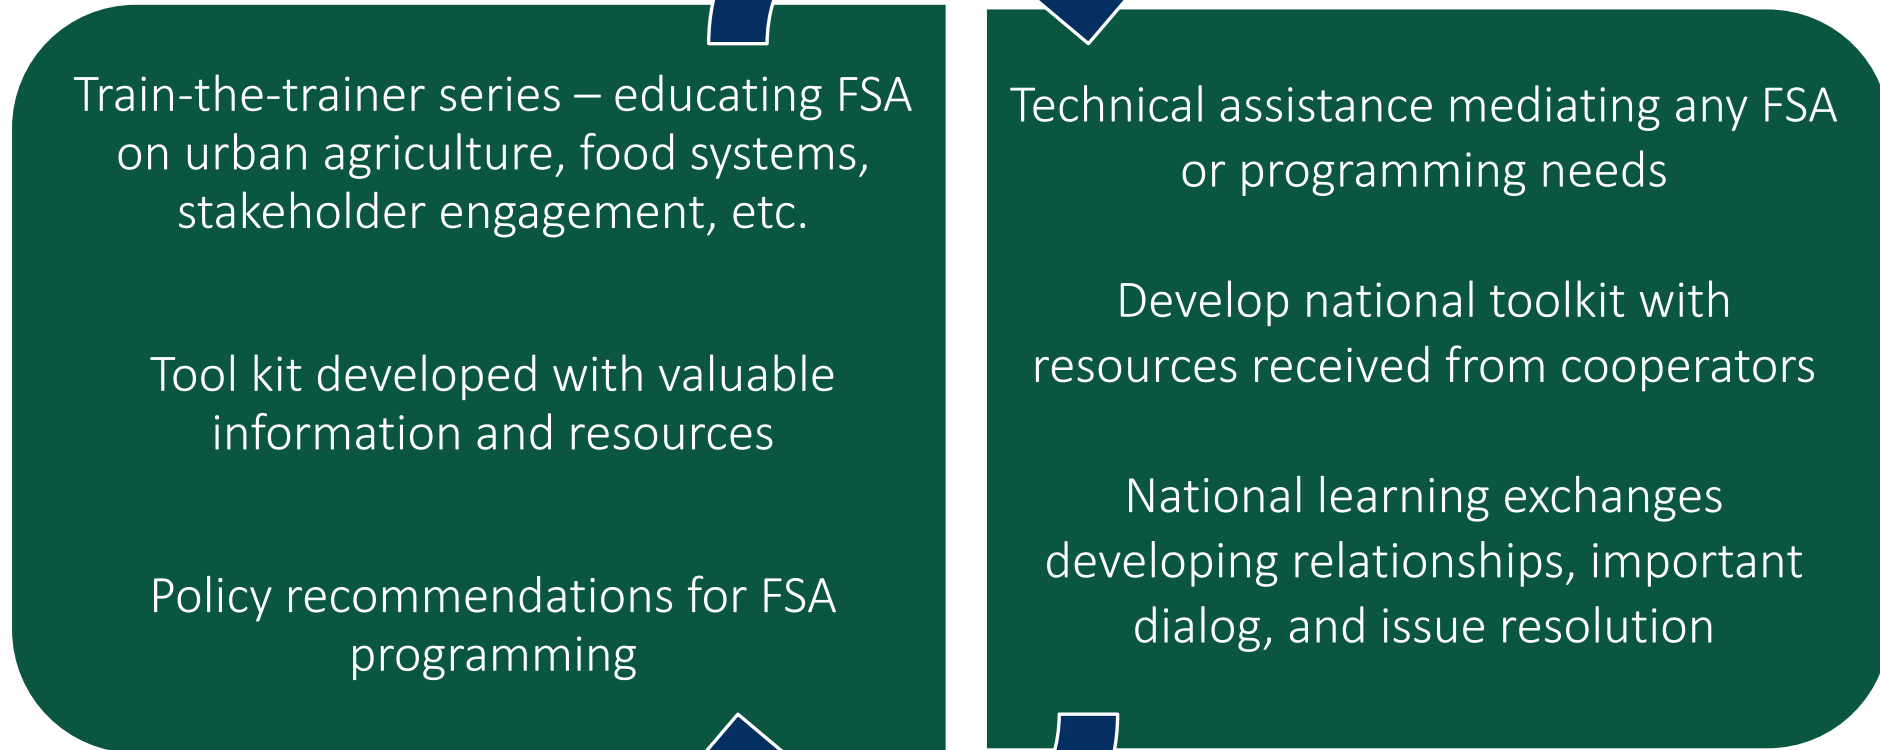 Train-the-trainer series – educating FSA
on urban agriculture, food systems,
stakeholder engagement, etc.
Tool kit developed with valuable
information and resources
Policy recommendations for FSA
programming
Technical assistance mediating any FSA
or programming needs
Develop national toolkit with
resources received from cooperators
National learning exchanges
developing relationships, important
dialog, and issue resolution